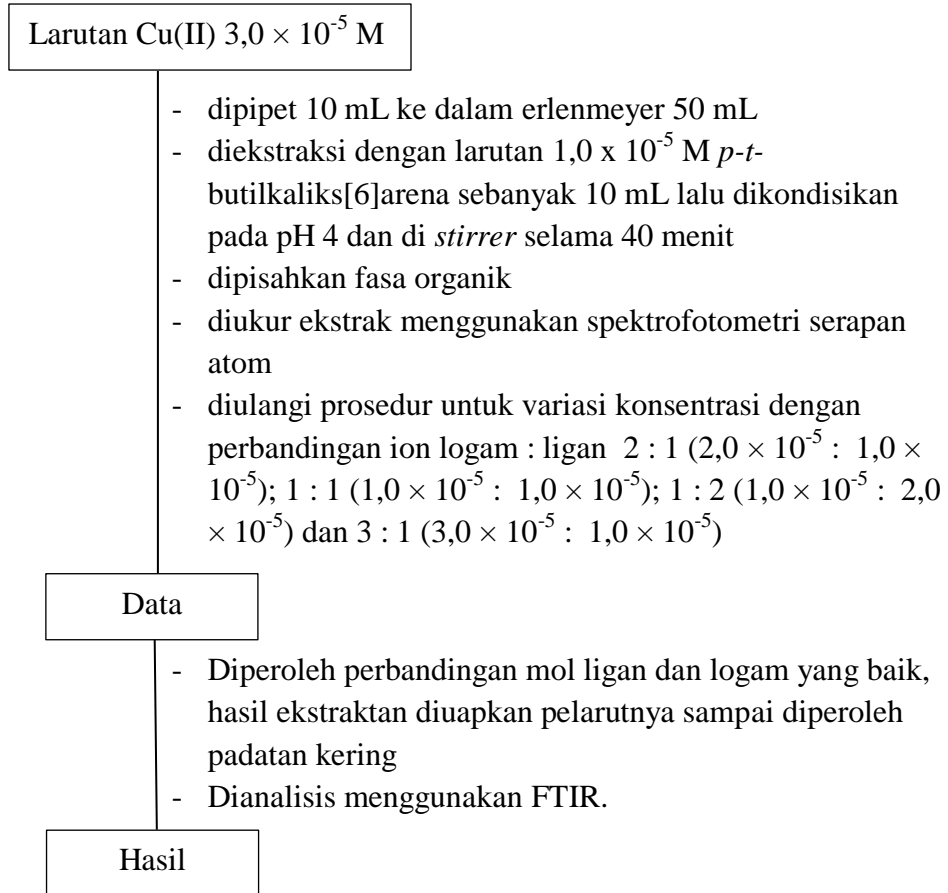 Larutan Cu(II) 3,0 × 10⁻⁵ M
- dipipet 10 mL ke dalam erlenmeyer 50 mL
- diekstraksi dengan larutan 1,0 x 10⁻⁵ M p-t-
butilkaliks[6]arena sebanyak 10 mL lalu dikondisikan
pada pH 4 dan di stirrer selama 40 menit
- dipisahkan fasa organik
- diukur ekstrak menggunakan spektrofotometri serapan
atom
- diulangi prosedur untuk variasi konsentrasi dengan
perbandingan ion logam : ligan 2 : 1 (2,0 × 10⁻⁵ : 1,0 ×
10⁻⁵); 1 : 1 (1,0 × 10⁻⁵ : 1,0 × 10⁻⁵); 1 : 2 (1,0 × 10⁻⁵ : 2,0
× 10⁻⁵) dan 3 : 1 (3,0 × 10⁻⁵ : 1,0 × 10⁻⁵)
Data
- Diperoleh perbandingan mol ligan dan logam yang baik,
hasil ekstraktan diuapkan pelarutnya sampai diperoleh
padatan kering
- Dianalisis menggunakan FTIR.
Hasil